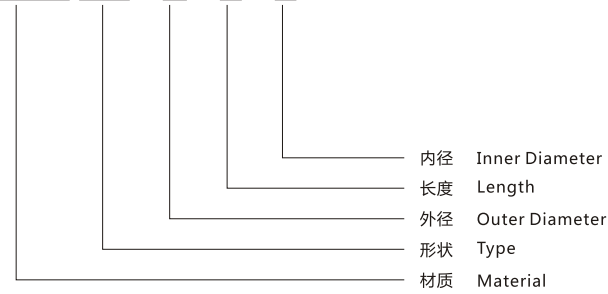 内径 Inner Diameter
长度 Length
外径 Outer Diameter
形状 Type
材质 Material